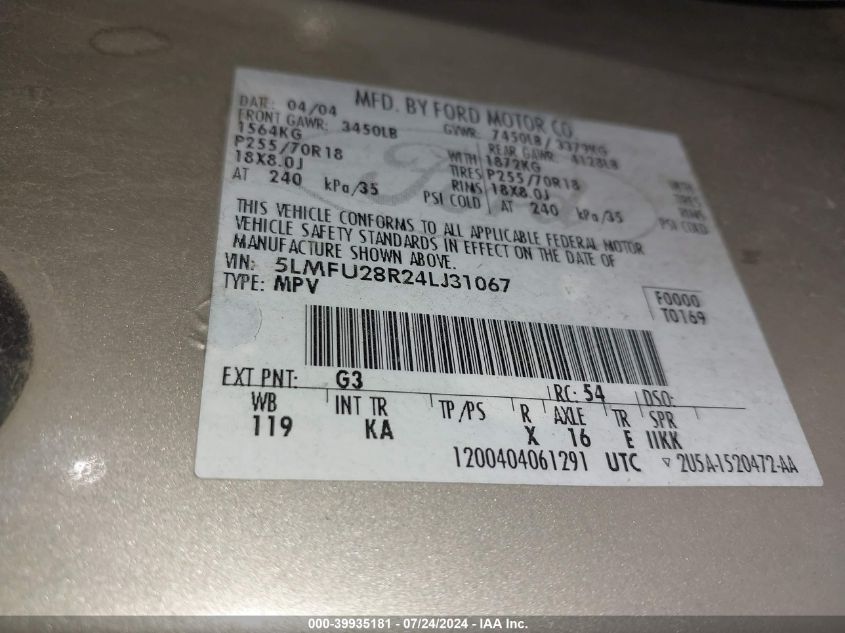 MFD. BY FORD MOTOR CO.
DATE: 04/04 GVWR: 7450LB / 3379KG
FRONT GAWR: 3450LB REAR GAWR: 4128LB
1564KG WITH 1872KG WITH
P255/70R18 TIRES P255/70R18 TIRES
18X8.0J RIMS 18X8.0J RIMS
AT 240 kPa/35 PSI COLD AT 240 kPa/35 PSI COLD
THIS VEHICLE CONFORMS TO ALL APPLICABLE FEDERAL MOTOR
VEHICLE SAFETY STANDARDS IN EFFECT ON THE DATE OF
MANUFACTURE SHOWN ABOVE.
VIN: 5LMFU28R24LJ31067
TYPE: MPV
F0000
T0169
EXT PNT: G3 RC: 54 DSO:
WB INT TR TP/PS R AXLE TR SPR
119 KA X 16 E IIKK
1200404061291 UTC ▽ 2U5A-1520472-AA
Ford
000-39935181 - 07/24/2024 - IAA Inc.